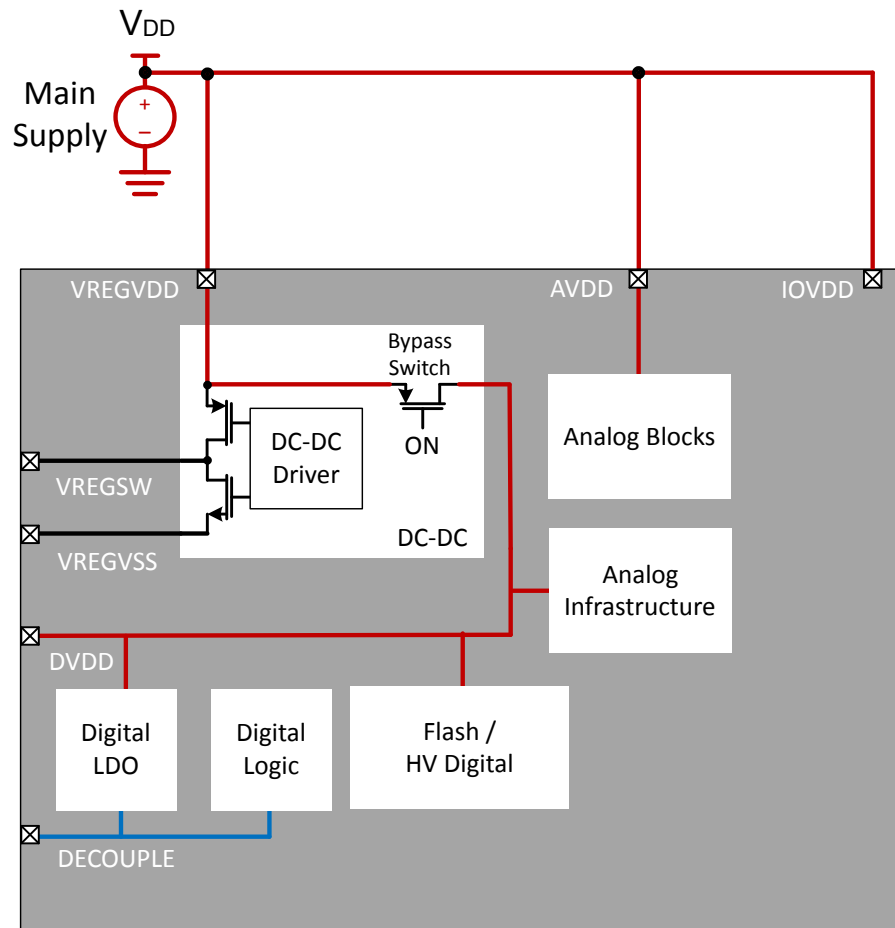 VDD
Main
Supply
+
−
VREGVDD
AVDD
IOVDD
Bypass
Switch
ON
DC-DC
Driver
Analog Blocks
VREGSW
DC-DC
VREGVSS
Analog
Infrastructure
DVDD
Digital
LDO
Digital
Logic
Flash /
HV Digital
DECOUPLE